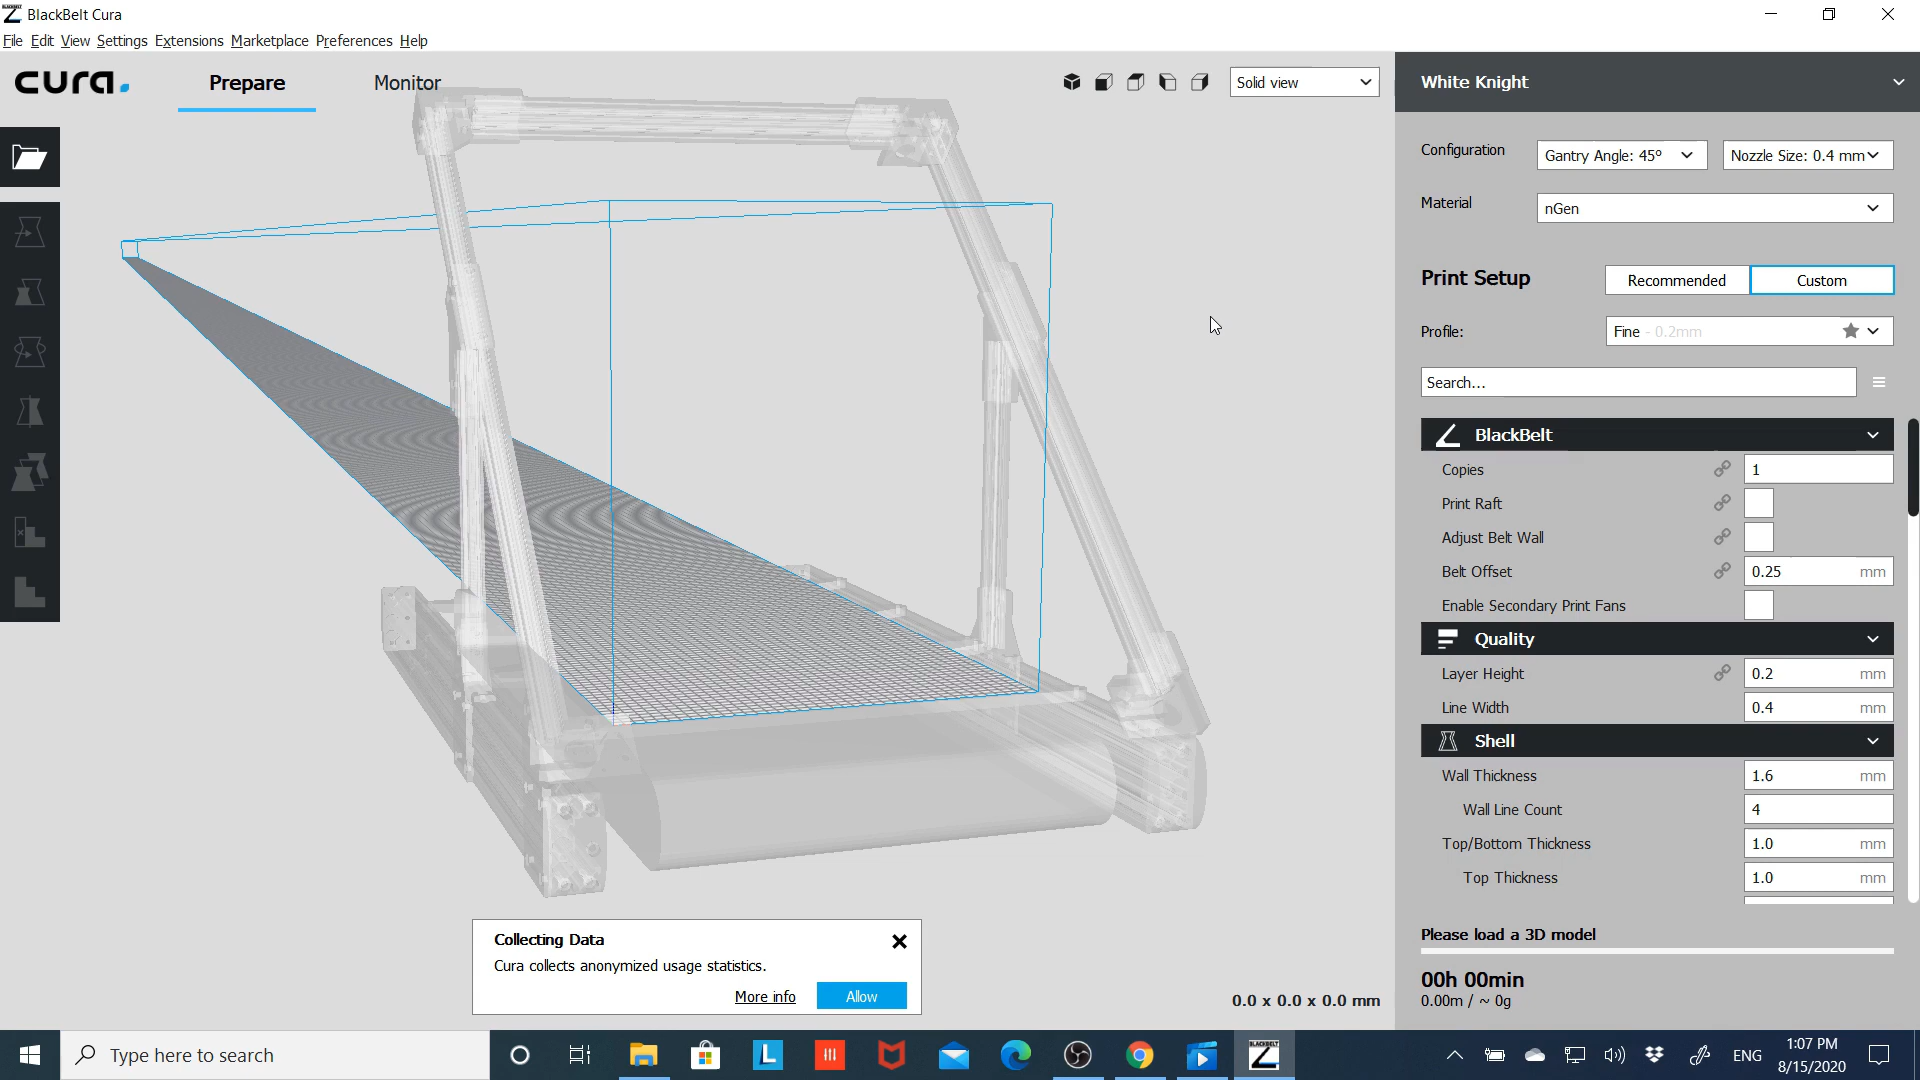 BlackBelt Cura
File Edit View Settings Extensions Marketplace Preferences Help
cura. Prepare Monitor
Solid view
White Knight
Configuration Gantry Angle: 45° Nozzle Size: 0.4 mm
Material nGen
Print Setup Recommended Custom
Profile: Fine - 0.2mm
Search...
BlackBelt
Copies 1
Print Raft
Adjust Belt Wall
Belt Offset 0.25 mm
Enable Secondary Print Fans
Quality
Layer Height 0.2 mm
Line Width 0.4 mm
Shell
Wall Thickness 1.6 mm
Wall Line Count 4
Top/Bottom Thickness 1.0 mm
Top Thickness 1.0 mm
Collecting Data
Cura collects anonymized usage statistics.
More info Allow
0.0 x 0.0 x 0.0 mm
Please load a 3D model
00h 00min
0.00m / ~ 0g
Type here to search
L
BLACKBELT
ENG
1:07 PM
8/15/2020